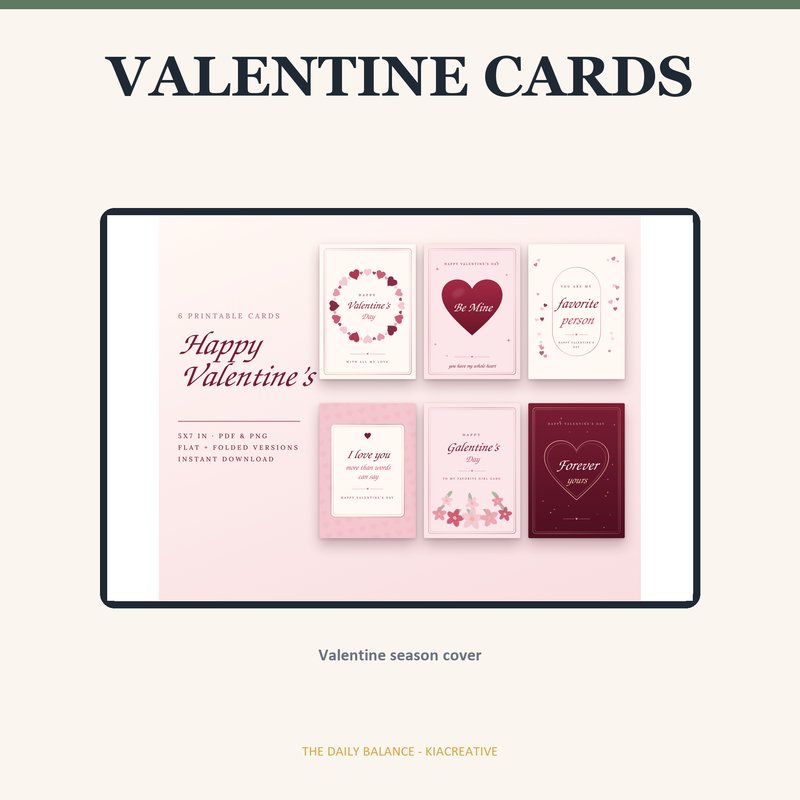 VALENTINE CARDS
6 PRINTABLE CARDS
Happy
Valentine's
5X7 IN · PDF & PNG
FLAT + FOLDED VERSIONS
INSTANT DOWNLOAD
HAPPY
Valentine's
Day
WITH ALL MY LOVE
HAPPY VALENTINE'S DAY
Be Mine
you have my whole heart
YOU ARE MY
favorite
person
HAPPY VALENTINE'S
DAY
I love you
more than words
can say
HAPPY VALENTINE'S DAY
HAPPY
Galentine's
Day
TO MY FAVORITE GIRL GANG
HAPPY VALENTINE'S DAY
Forever
yours
Valentine season cover
THE DAILY BALANCE - KIACREATIVE